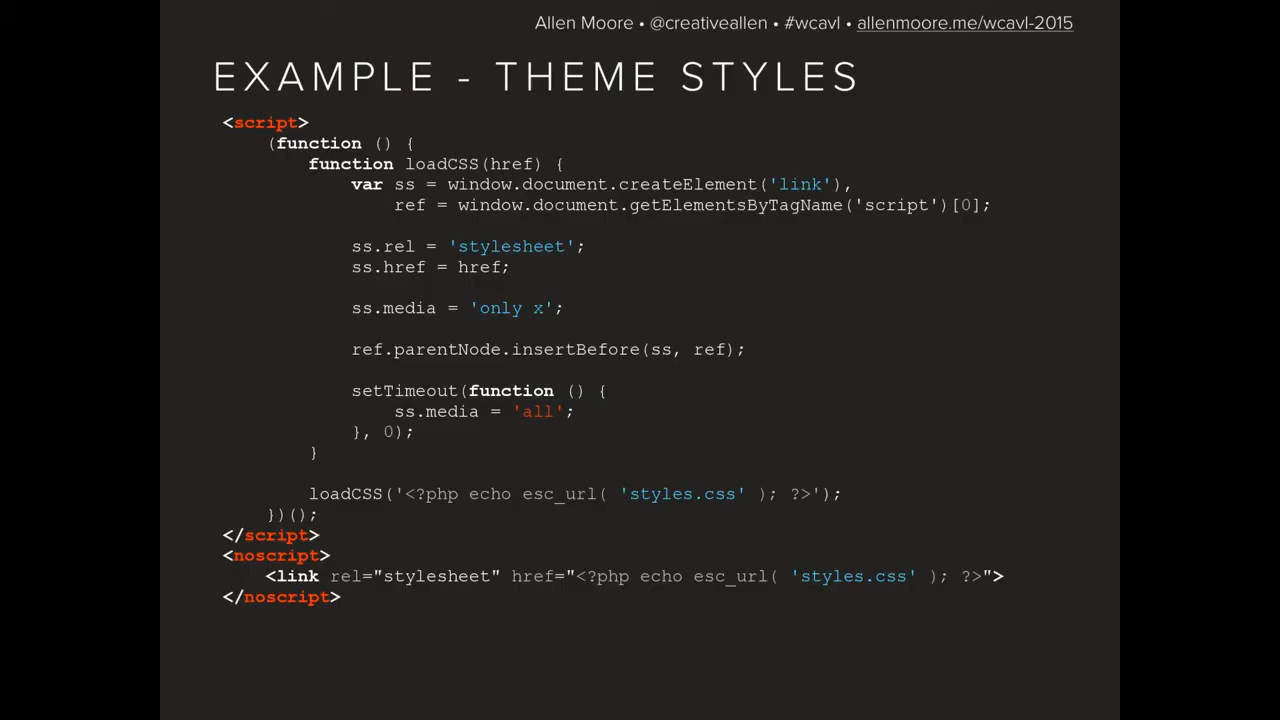 Allen Moore • @creativeallen • #wcavl • allenmoore.me/wcavl-2015
EXAMPLE - THEME STYLES
<script>
(function () {
function loadCSS(href) {
var ss = window.document.createElement('link'),
ref = window.document.getElementsByTagName('script')[0];
ss.rel = 'stylesheet';
ss.href = href;
ss.media = 'only x';
ref.parentNode.insertBefore(ss, ref);
setTimeout(function () {
ss.media = 'all';
}, 0);
}
loadCSS('<?php echo esc_url( 'styles.css' ); ?>');
})();
</script>
<noscript>
<link rel="stylesheet" href="<?php echo esc_url( 'styles.css' ); ?>">
</noscript>